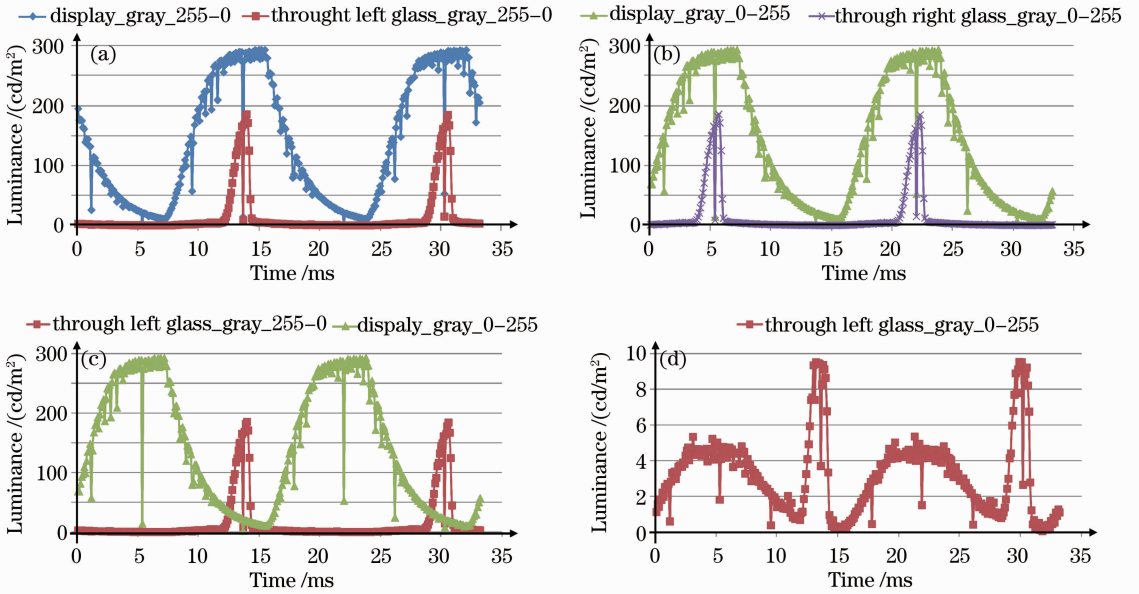 display_gray_255-0 throught left glass_gray_255-0
display_gray_0-255 through right glass_gray_0-255
300 (a)
200
100
0
Luminance /(cd/m²)
0 5 10 15 20 25 30 35
Time /ms
300 (b)
200
100
0
Luminance /(cd/m²)
0 5 10 15 20 25 30 35
Time /ms
through left glass_gray_255-0 dispaly_gray_0-255
through left glass_gray_0-255
300 (c)
200
100
0
Luminance /(cd/m²)
0 5 10 15 20 25 30 35
Time /ms
10 (d)
8
6
4
2
0
Luminance /(cd/m²)
0 5 10 15 20 25 30 35
Time /ms